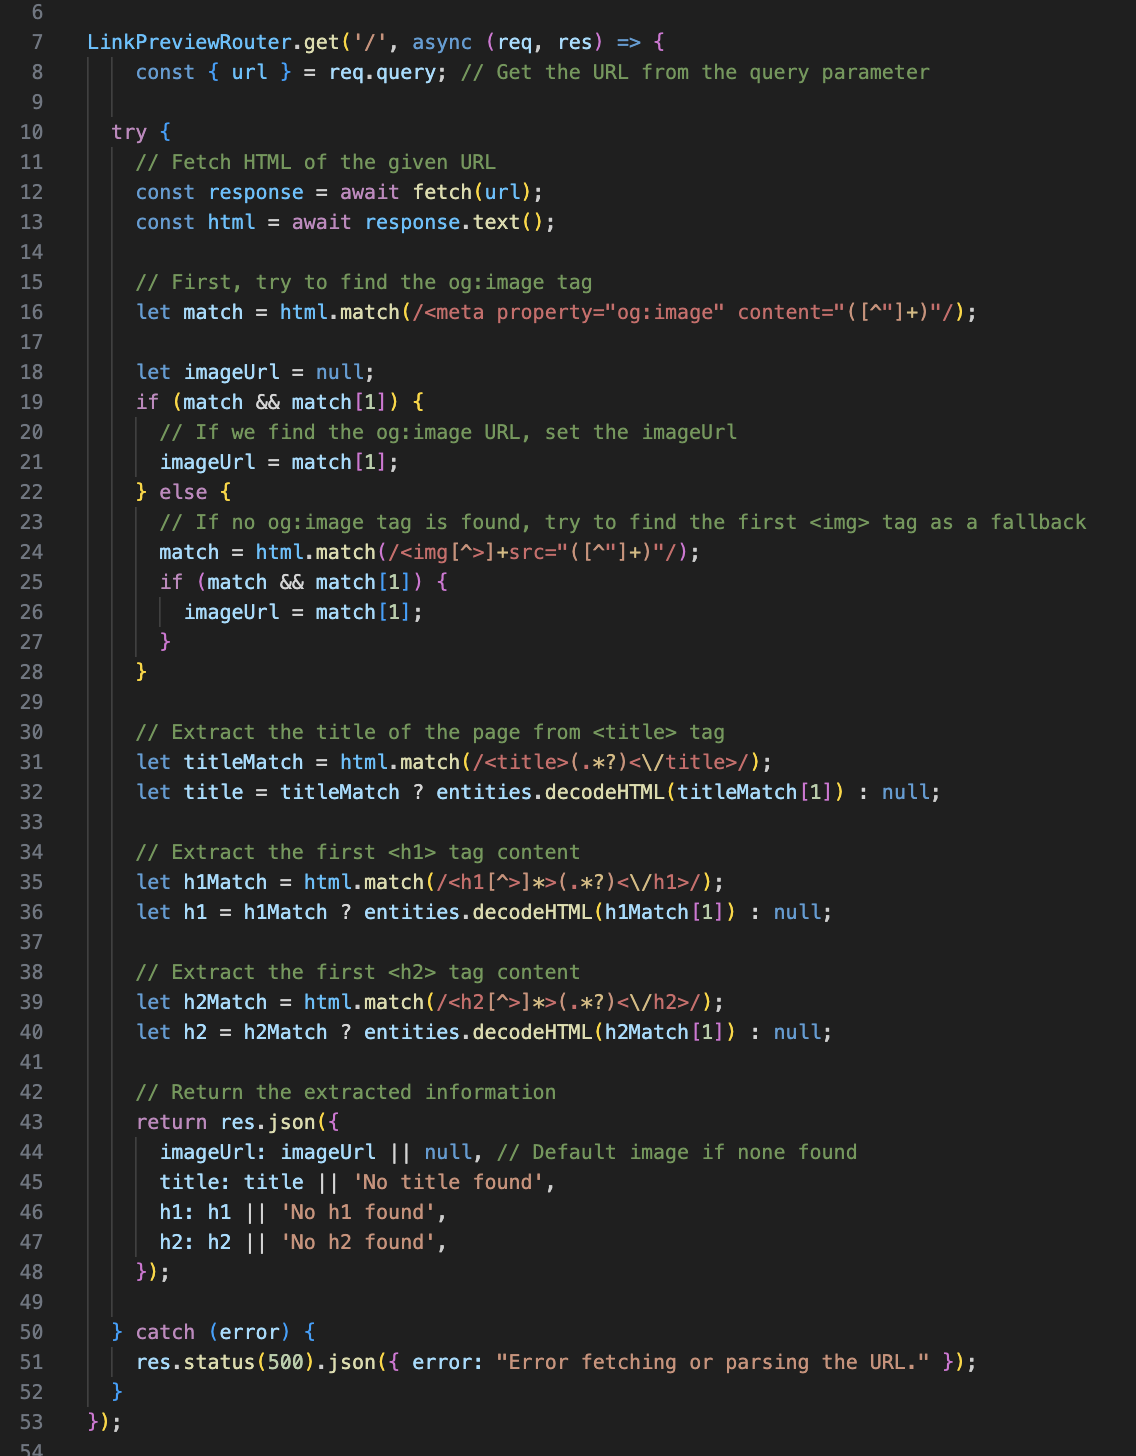 6
7 LinkPreviewRouter.get('/', async (req, res) => {
8 const { url } = req.query; // Get the URL from the query parameter
9
10 try {
11 // Fetch HTML of the given URL
12 const response = await fetch(url);
13 const html = await response.text();
14
15 // First, try to find the og:image tag
16 let match = html.match(/<meta property="og:image" content="([^"]+)"/);
17
18 let imageUrl = null;
19 if (match && match[1]) {
20 // If we find the og:image URL, set the imageUrl
21 imageUrl = match[1];
22 } else {
23 // If no og:image tag is found, try to find the first <img> tag as a fallback
24 match = html.match(/<img[^>]+src="([^"]+)"/);
25 if (match && match[1]) {
26 imageUrl = match[1];
27 }
28 }
29
30 // Extract the title of the page from <title> tag
31 let titleMatch = html.match(/<title>(.*?)<\/title>/);
32 let title = titleMatch ? entities.decodeHTML(titleMatch[1]) : null;
33
34 // Extract the first <h1> tag content
35 let h1Match = html.match(/<h1[^>]*>(.*?)<\/h1>/);
36 let h1 = h1Match ? entities.decodeHTML(h1Match[1]) : null;
37
38 // Extract the first <h2> tag content
39 let h2Match = html.match(/<h2[^>]*>(.*?)<\/h2>/);
40 let h2 = h2Match ? entities.decodeHTML(h2Match[1]) : null;
41
42 // Return the extracted information
43 return res.json({
44 imageUrl: imageUrl || null, // Default image if none found
45 title: title || 'No title found',
46 h1: h1 || 'No h1 found',
47 h2: h2 || 'No h2 found',
48 });
49
50 } catch (error) {
51 res.status(500).json({ error: "Error fetching or parsing the URL." });
52 }
53 });
54